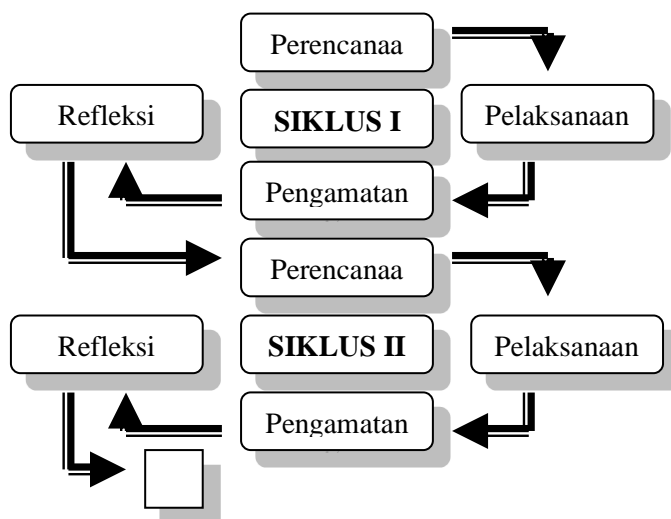 Perencanaa
Refleksi
SIKLUS I
Pelaksanaan
Pengamatan
Perencanaa
Refleksi
SIKLUS II
Pelaksanaan
Pengamatan